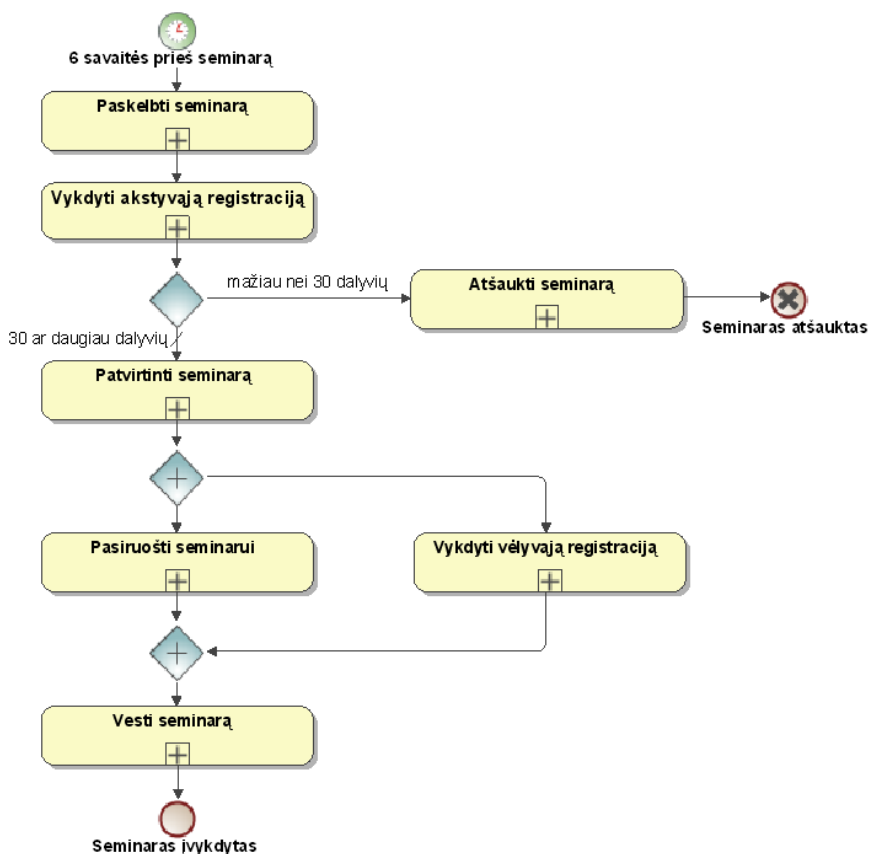 6 savaitės prieš seminarą
Paskelbti seminarą
Vykdyti akstyvąją registraciją
mažiau nei 30 dalyvių
Atšaukti seminarą
Seminaras atšauktas
30 ar daugiau dalyvių
Patvirtinti seminarą
Pasiruošti seminarui
Vykdyti vėlyvają registraciją
Vesti seminarą
Seminaras įvykdytas